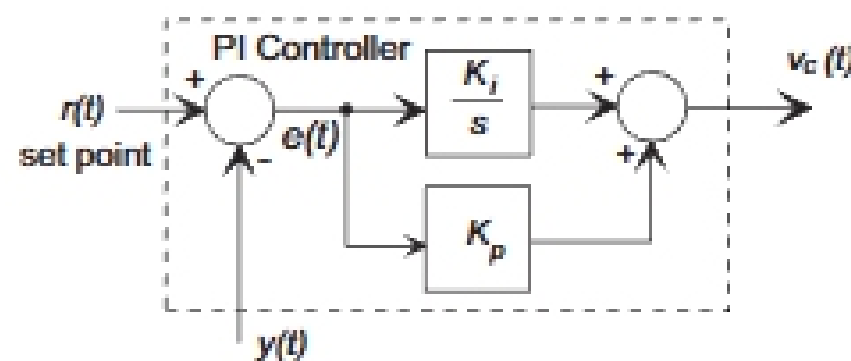 PI Controller
+
r(t)
set point
−
e(t)
K_i
s
+
+
K_p
v_c (t)
y(t)